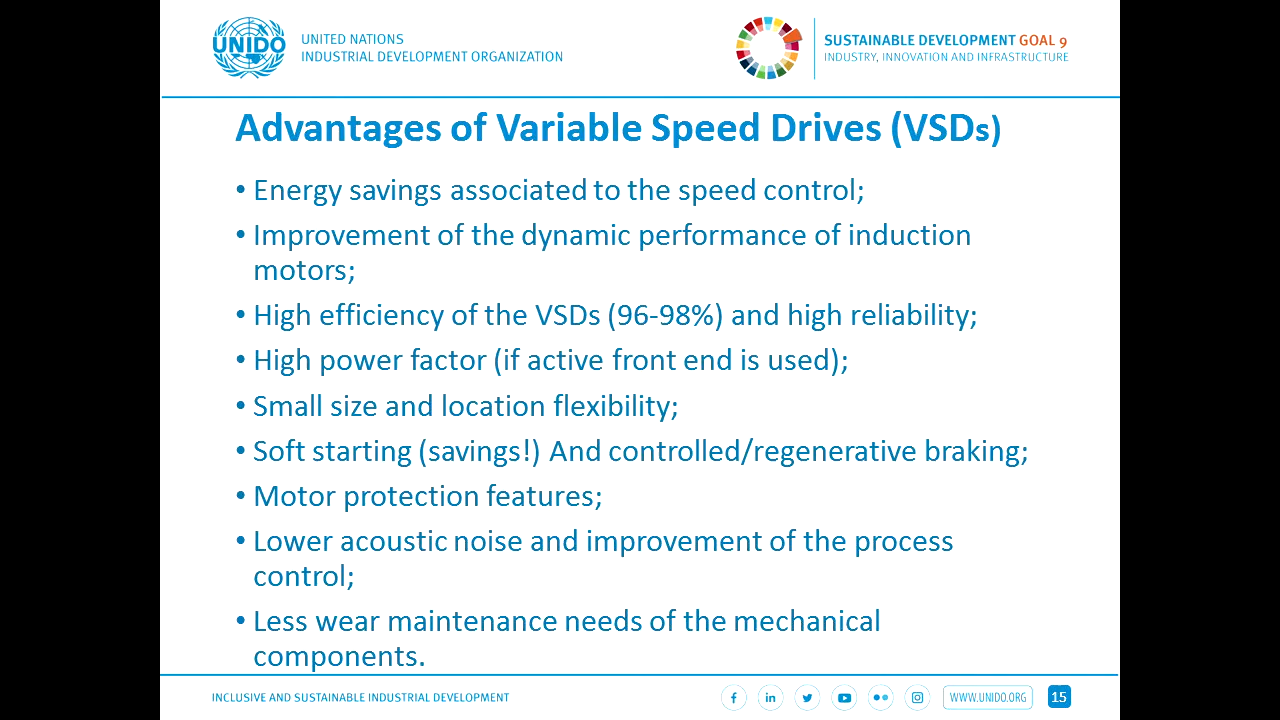 UNIDO
UNITED NATIONS
INDUSTRIAL DEVELOPMENT ORGANIZATION
SUSTAINABLE DEVELOPMENT GOAL 9
INDUSTRY, INNOVATION AND INFRASTRUCTURE
Advantages of Variable Speed Drives (VSDs)
• Energy savings associated to the speed control;
• Improvement of the dynamic performance of induction
motors;
• High efficiency of the VSDs (96-98%) and high reliability;
• High power factor (if active front end is used);
• Small size and location flexibility;
• Soft starting (savings!) And controlled/regenerative braking;
• Motor protection features;
• Lower acoustic noise and improvement of the process
control;
• Less wear maintenance needs of the mechanical
components.
INCLUSIVE AND SUSTAINABLE INDUSTRIAL DEVELOPMENT
WWW.UNIDO.ORG
15